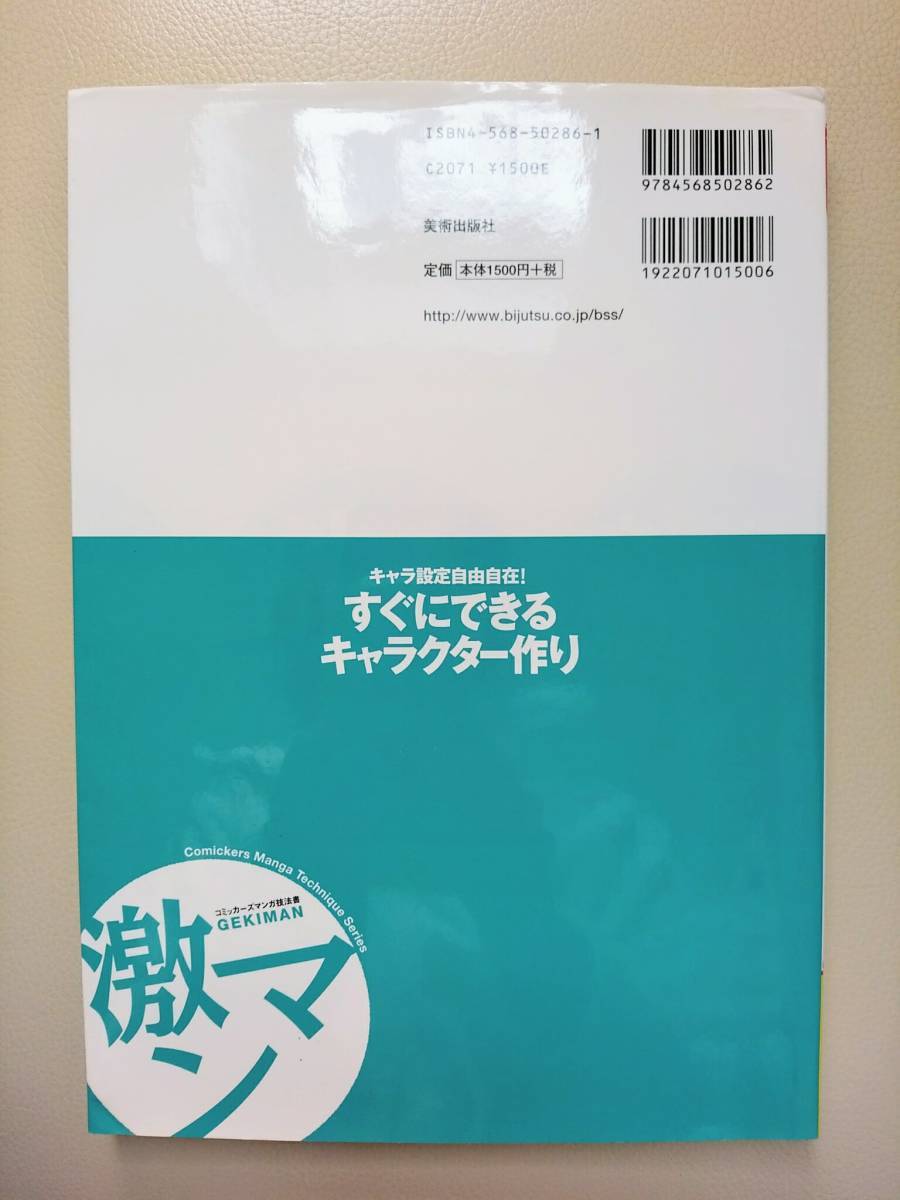 ISBN4-568-50286-1
C2071 ¥1500E
9784568502862
美術出版社
定価 本体1500円+税
1922071015006
http://www.bijutsu.co.jp/bss/
キャラ設定自由自在!
すぐにできる
キャラクター作り
Comickers Manga Technique Series
コミッカーズマンガ技法書
GEKIMAN
激マン